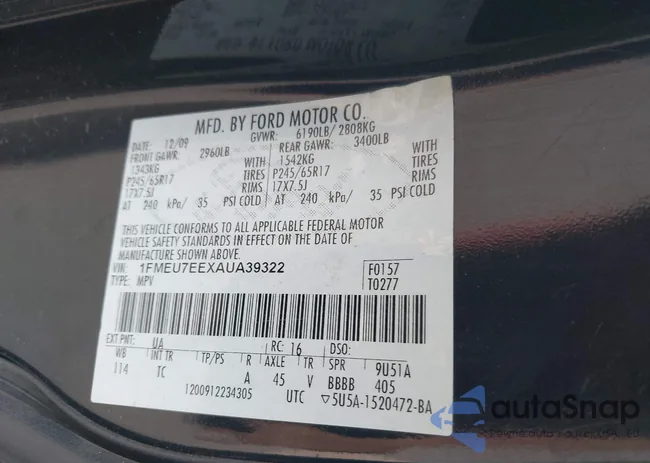 MFD. BY FORD MOTOR CO.
DATE: 12/09 GVWR: 6190LB/ 2808KG
FRONT GAWR: 2960LB REAR GAWR: 3400LB
1343KG WITH 1542KG WITH
P245/65R17 TIRES P245/65R17 TIRES
17X7.5J RIMS 17X7.5J RIMS
AT 240 kPa/ 35 PSI COLD AT 240 kPa/ 35 PSI COLD
THIS VEHICLE CONFORMS TO ALL APPLICABLE FEDERAL MOTOR
VEHICLE SAFETY STANDARDS IN EFFECT ON THE DATE OF
MANUFACTURE SHOWN ABOVE.
VIN: 1FMEU7EEXAUA39322 F0157
TYPE: MPV T0277
EXT PNT: UA RC: 16 DSO:
WB INT TR TP/PS R AXLE TR SPR 9U51A
114 TC A 45 V BBBB 405
1200912234305 UTC ▽5U5A-1520472-BA
autoSnap